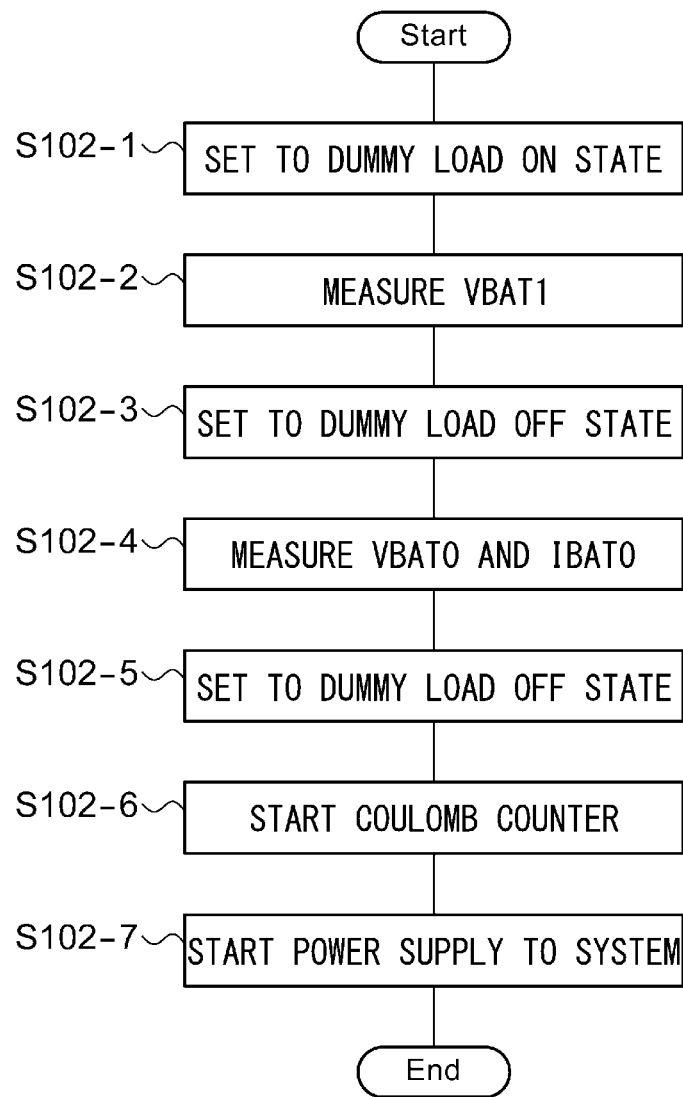 Start
S102-1 SET TO DUMMY LOAD ON STATE
S102-2 MEASURE VBAT1
S102-3 SET TO DUMMY LOAD OFF STATE
S102-4 MEASURE VBAT0 AND IBAT0
S102-5 SET TO DUMMY LOAD OFF STATE
S102-6 START COULOMB COUNTER
S102-7 START POWER SUPPLY TO SYSTEM
End